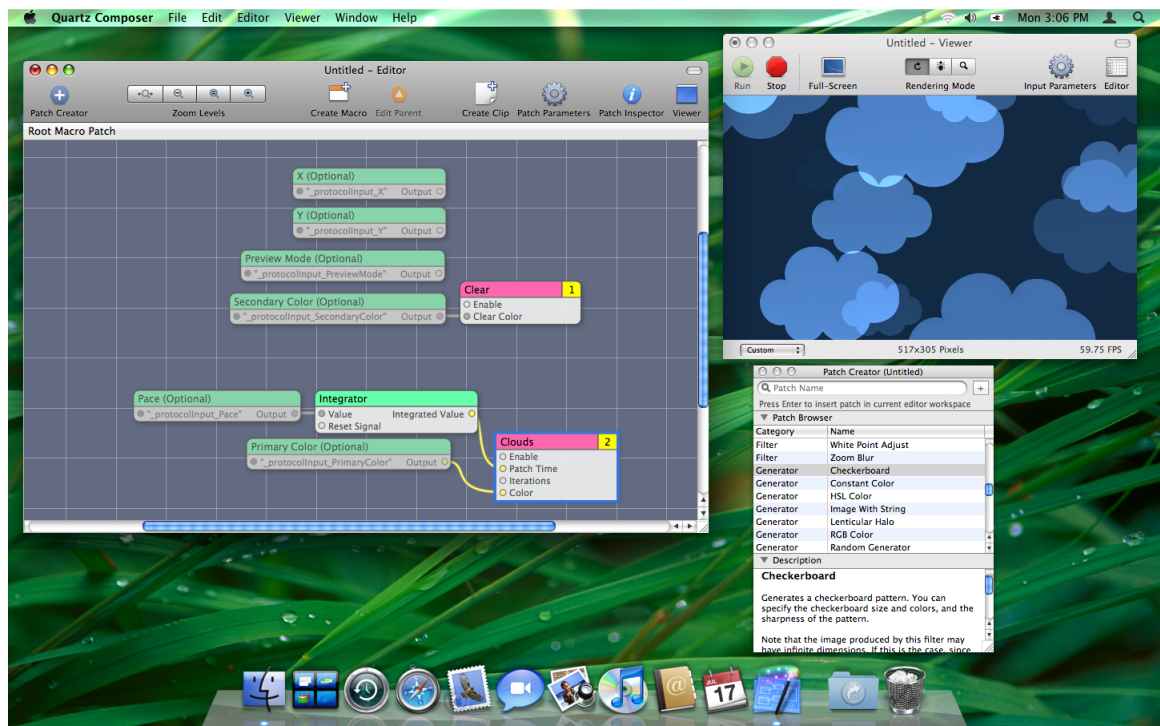 Quartz Composer File Edit Editor Viewer Window Help
Mon 3:06 PM
Untitled – Editor
Patch Creator
Zoom Levels
Create Macro
Edit Parent
Create Clip
Patch Parameters
Patch Inspector
Viewer
Root Macro Patch
X (Optional)
"_protocolInput_X" Output
Y (Optional)
"_protocolInput_Y" Output
Preview Mode (Optional)
"_protocolInput_PreviewMode" Output
Secondary Color (Optional)
"_protocolInput_SecondaryColor" Output
Clear 1
Enable
Clear Color
Pace (Optional)
"_protocolInput_Pace" Output
Integrator
Value Integrated Value
Reset Signal
Primary Color (Optional)
"_protocolInput_PrimaryColor" Output
Clouds 2
Enable
Patch Time
Iterations
Color
Untitled – Viewer
Run
Stop
Full-Screen
Rendering Mode
Input Parameters
Editor
Custom
517x305 Pixels
59.75 FPS
Patch Creator (Untitled)
Patch Name
+
Press Enter to insert patch in current editor workspace
Patch Browser
Category Name
Filter White Point Adjust
Filter Zoom Blur
Generator Checkerboard
Generator Constant Color
Generator HSL Color
Generator Image With String
Generator Lenticular Halo
Generator RGB Color
Generator Random Generator
Description
Checkerboard
Generates a checkerboard pattern. You can
specify the checkerboard size and colors, and the
sharpness of the pattern.
Note that the image produced by this filter may
have infinite dimensions. If this is the case, since
JUL
17